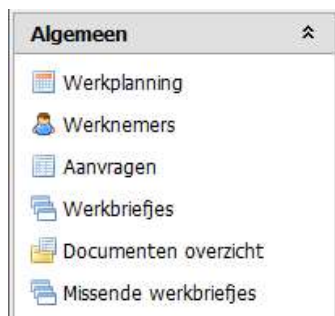 Algemeen
Werkplanning
Werknemers
Aanvragen
Werkbriefjes
Documenten overzicht
Missende werkbriefjes